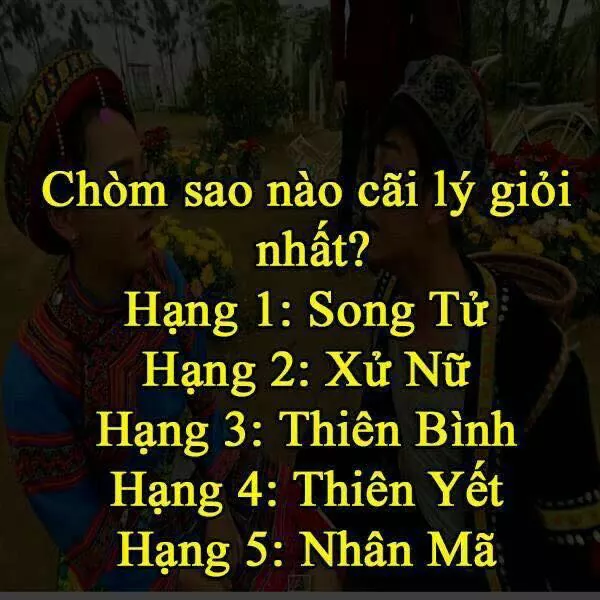 Chòm sao nào cãi lý giỏi
nhất?
Hạng 1: Song Tử
Hạng 2: Xử Nữ
Hạng 3: Thiên Bình
Hạng 4: Thiên Yết
Hạng 5: Nhân Mã